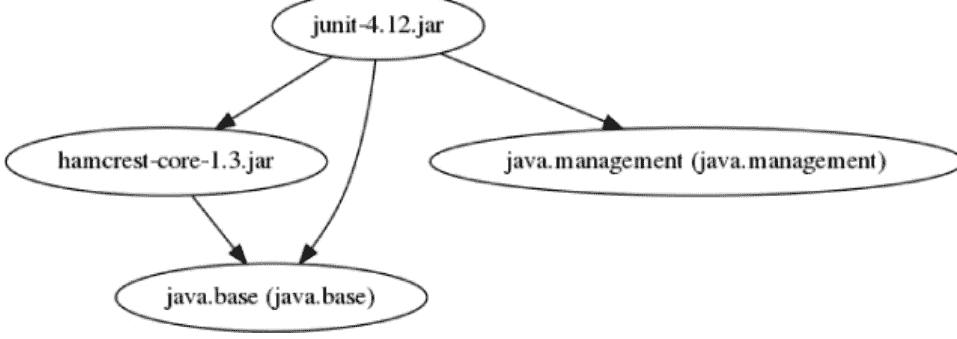 junit-4.12.jar
hamcrest-core-1.3.jar
java.management (java.management)
java.base (java.base)